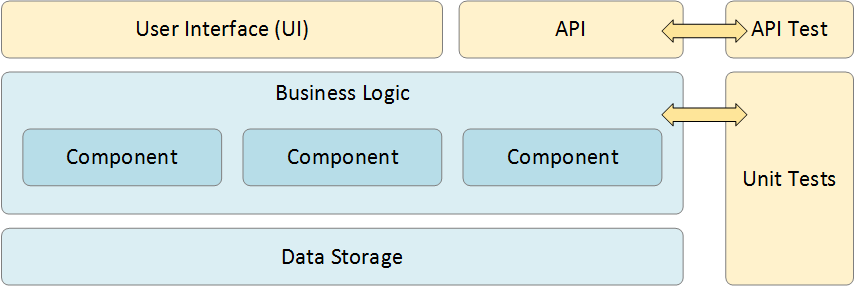 User Interface (UI)
API
API Test
Business Logic
Component
Component
Component
Unit Tests
Data Storage